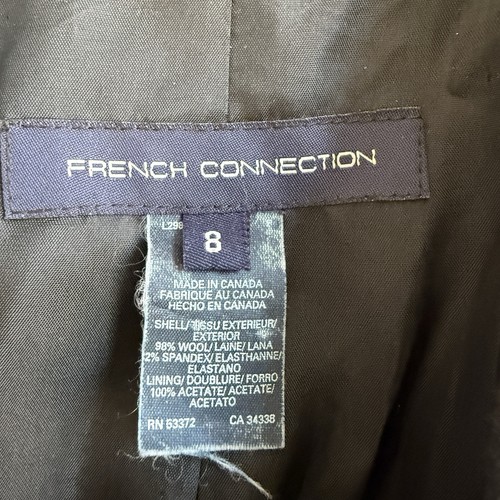 FRENCH CONNECTION
8
MADE IN CANADA
FABRIQUE AU CANADA
HECHO EN CANADA
SHELL/TISSU EXTERIEUR/
EXTERIOR
98% WOOL/LAINE/LANA
2% SPANDEX/ELASTHANNE/
ELASTANO
LINING/DOUBLURE/FORRO
100% ACETATE/ACETATE/
ACETATO
RN 53372 CA 34338